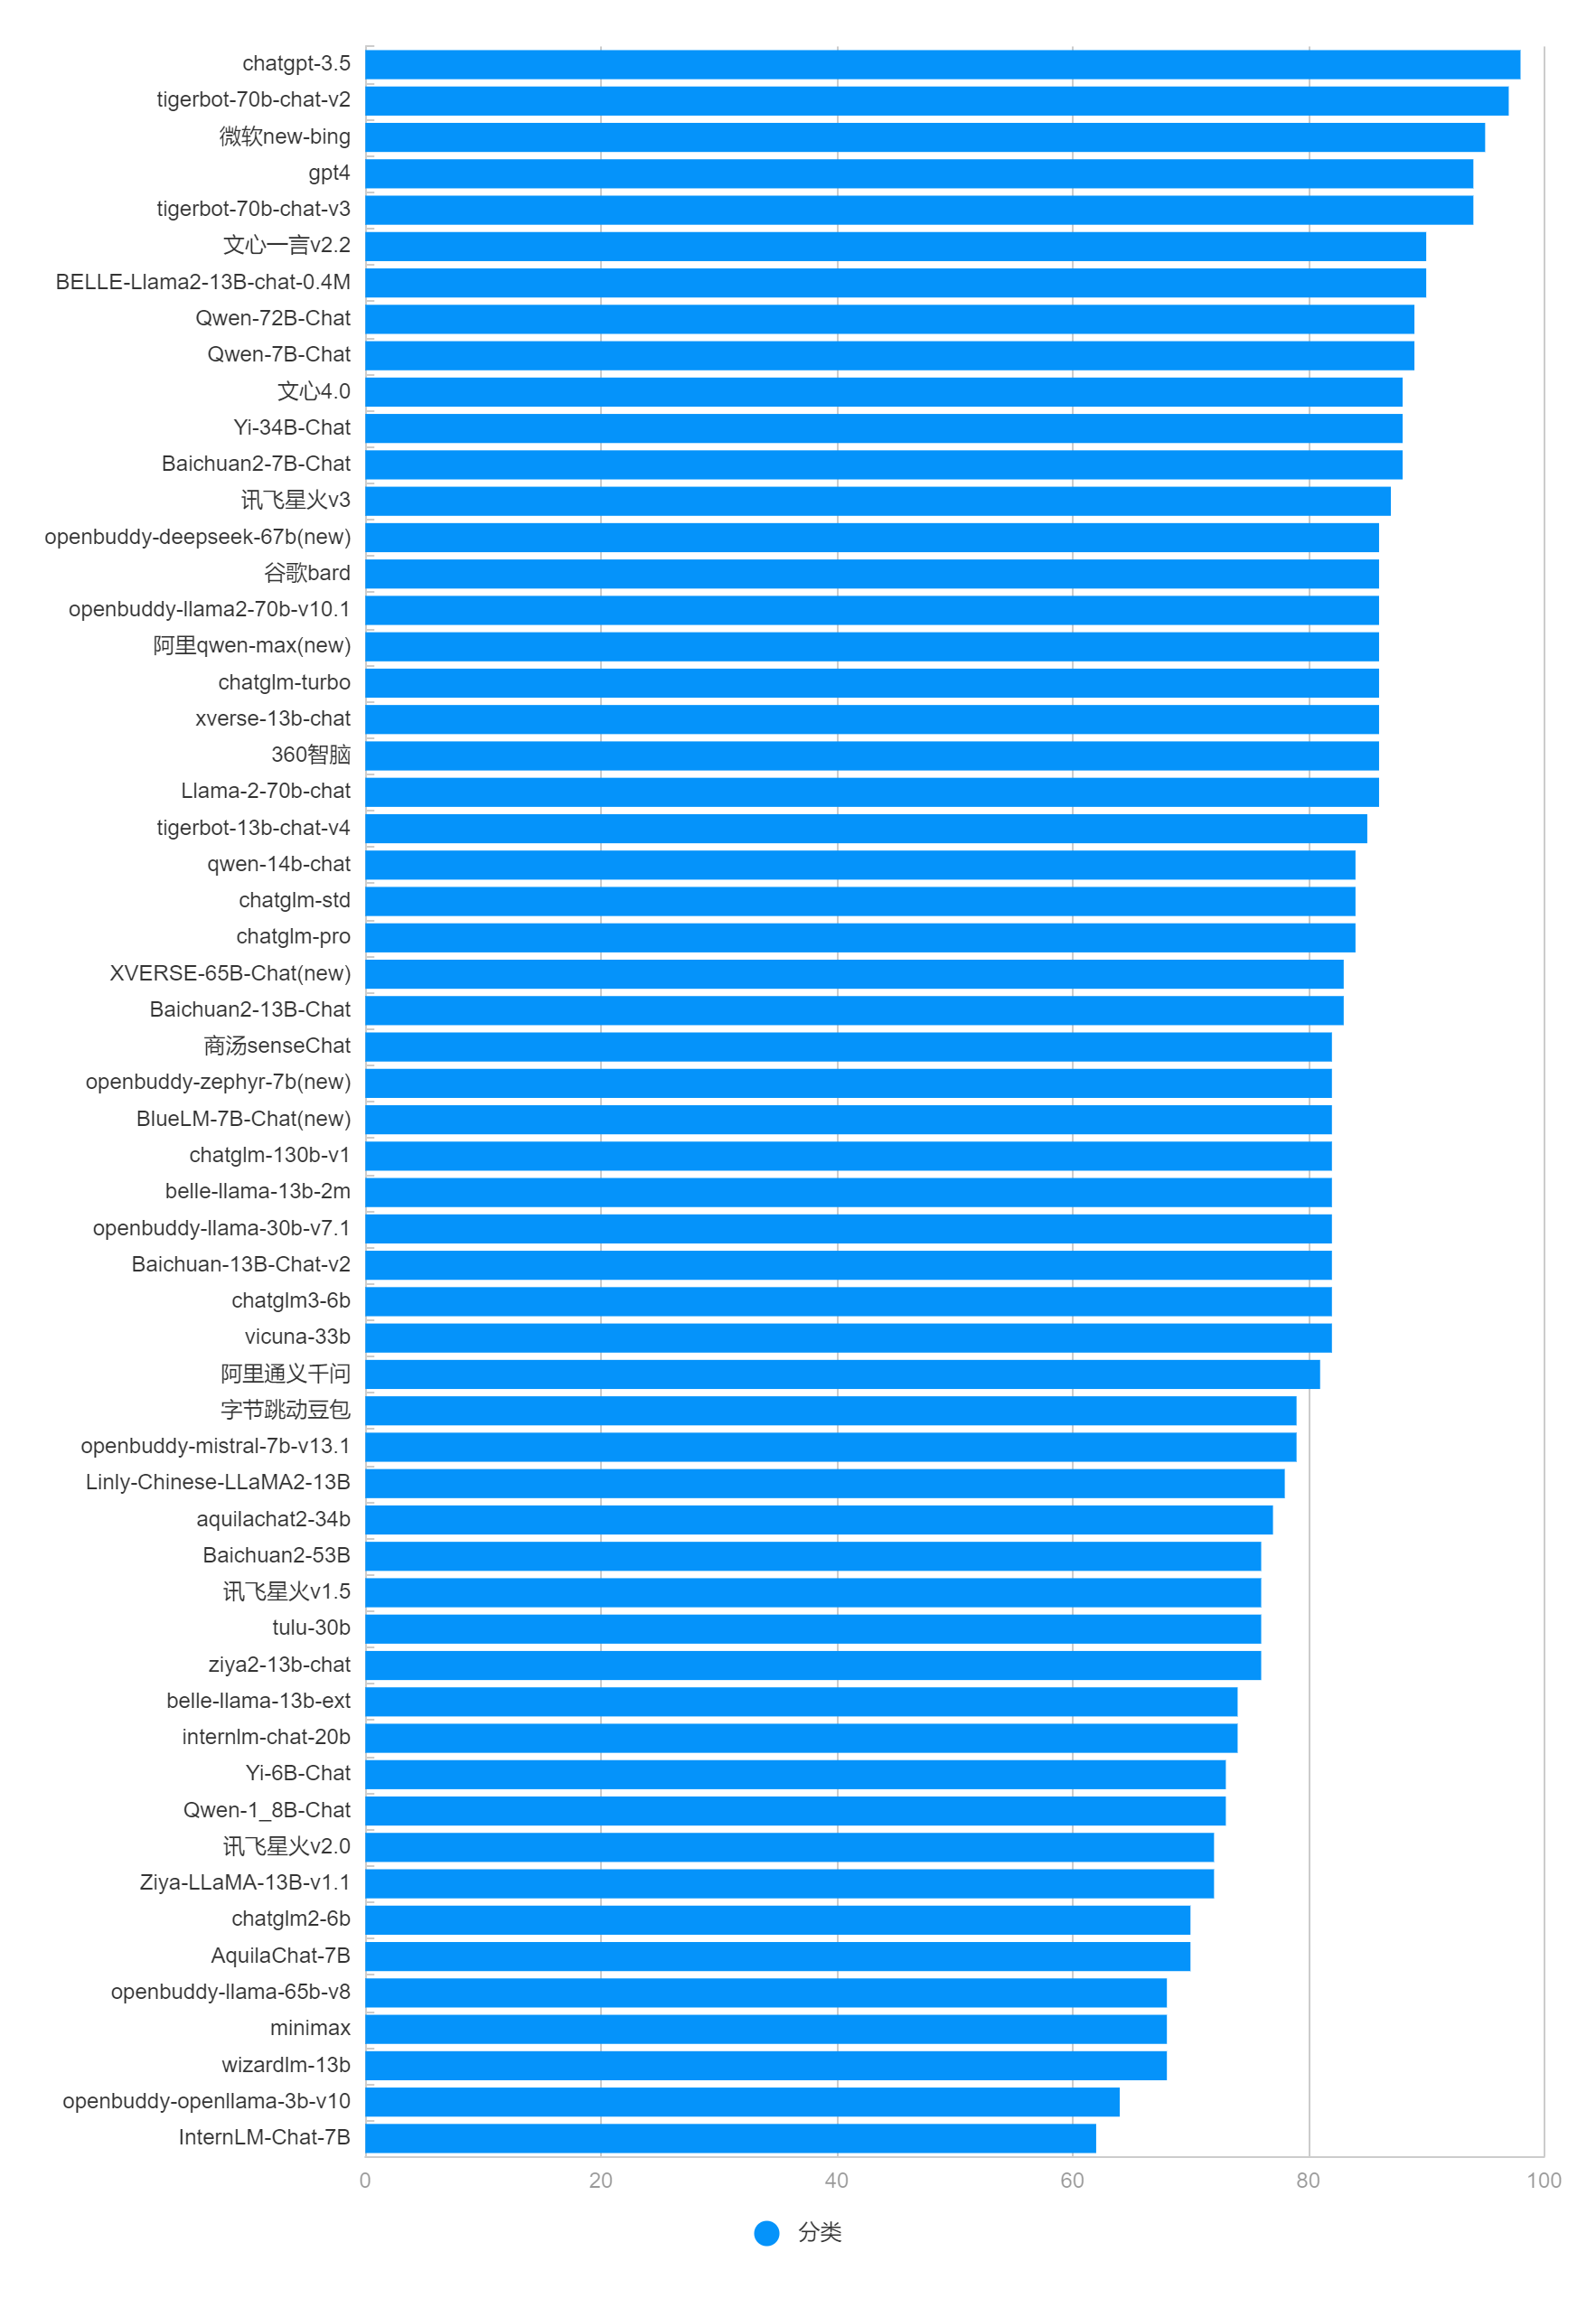 chatgpt-3.5
tigerbot-70b-chat-v2
微软new-bing
gpt4
tigerbot-70b-chat-v3
文心一言v2.2
BELLE-Llama2-13B-chat-0.4M
Qwen-72B-Chat
Qwen-7B-Chat
文心4.0
Yi-34B-Chat
Baichuan2-7B-Chat
讯飞星火v3
openbuddy-deepseek-67b(new)
谷歌bard
openbuddy-llama2-70b-v10.1
阿里qwen-max(new)
chatglm-turbo
xverse-13b-chat
360智脑
Llama-2-70b-chat
tigerbot-13b-chat-v4
qwen-14b-chat
chatglm-std
chatglm-pro
XVERSE-65B-Chat(new)
Baichuan2-13B-Chat
商汤senseChat
openbuddy-zephyr-7b(new)
BlueLM-7B-Chat(new)
chatglm-130b-v1
belle-llama-13b-2m
openbuddy-llama-30b-v7.1
Baichuan-13B-Chat-v2
chatglm3-6b
vicuna-33b
阿里通义千问
字节跳动豆包
openbuddy-mistral-7b-v13.1
Linly-Chinese-LLaMA2-13B
aquilachat2-34b
Baichuan2-53B
讯飞星火v1.5
tulu-30b
ziya2-13b-chat
belle-llama-13b-ext
internlm-chat-20b
Yi-6B-Chat
Qwen-1_8B-Chat
讯飞星火v2.0
Ziya-LLaMA-13B-v1.1
chatglm2-6b
AquilaChat-7B
openbuddy-llama-65b-v8
minimax
wizardlm-13b
openbuddy-openllama-3b-v10
InternLM-Chat-7B
0 20 40 60 80 100
分类